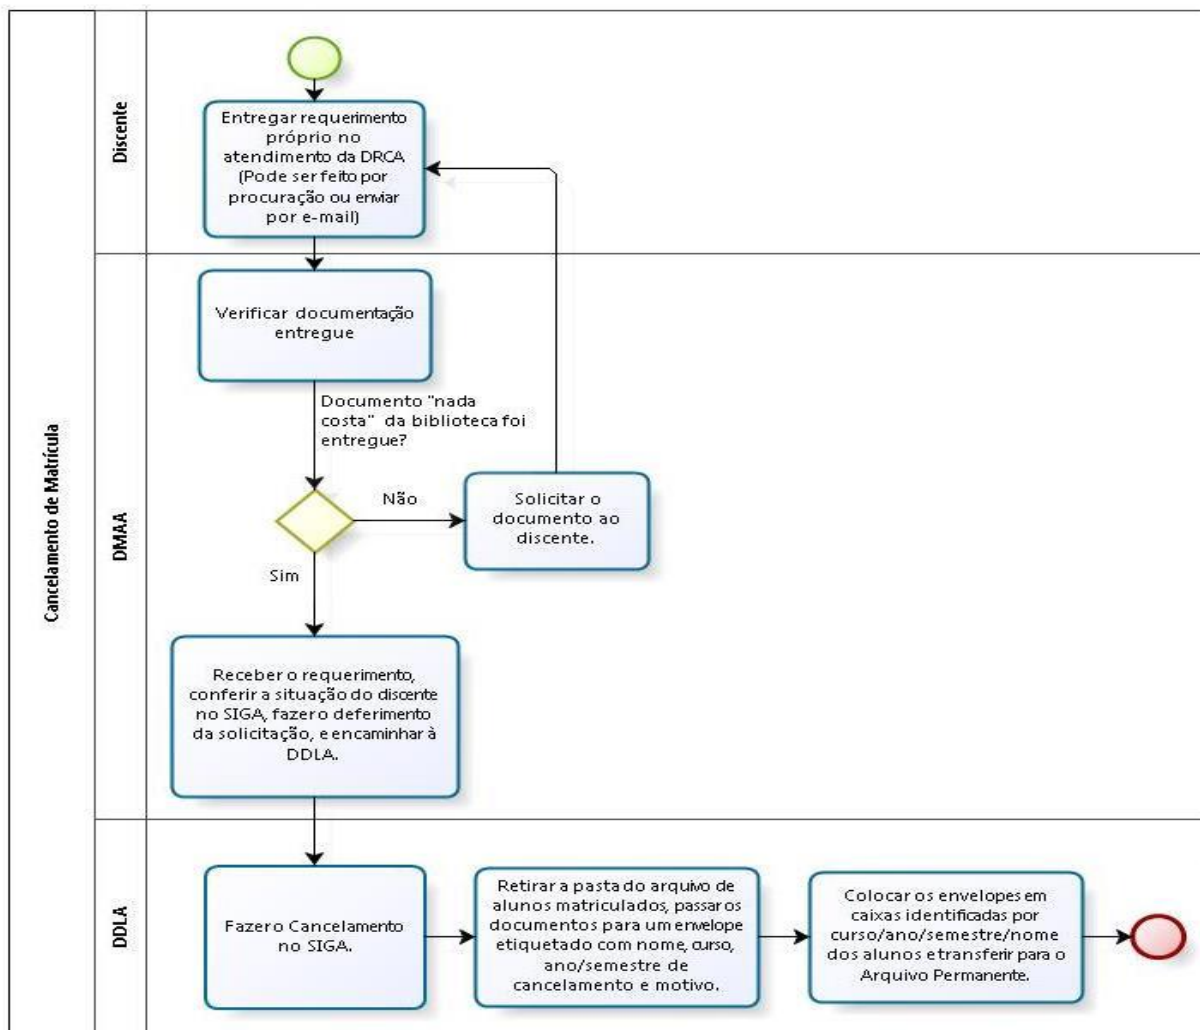 Cancelamento de Matrícula
Discente
Entregar requerimento
próprio no
atendimento da DRCA
(Pode ser feito por
procuração ou enviar
por e-mail)
DMAA
Verificar documentação
entregue
Documento "nada
costa" da biblioteca foi
entregue?
Não
Solicitar o
documento ao
discente.
Sim
Receber o requerimento,
conferir a situação do discente
no SIGA, fazer o deferimento
da solicitação, e encaminhar à
DDLA.
DDLA
Fazer o Cancelamento
no SIGA.
Retirar a pasta do arquivo de
alunos matriculados, passar os
documentos para um envelope
etiquetado com nome, curso,
ano/semestre de
cancelamento e motivo.
Colocar os envelopes em
caixas identificadas por
curso/ano/semestre/nome
dos alunos e transferir para o
Arquivo Permanente.